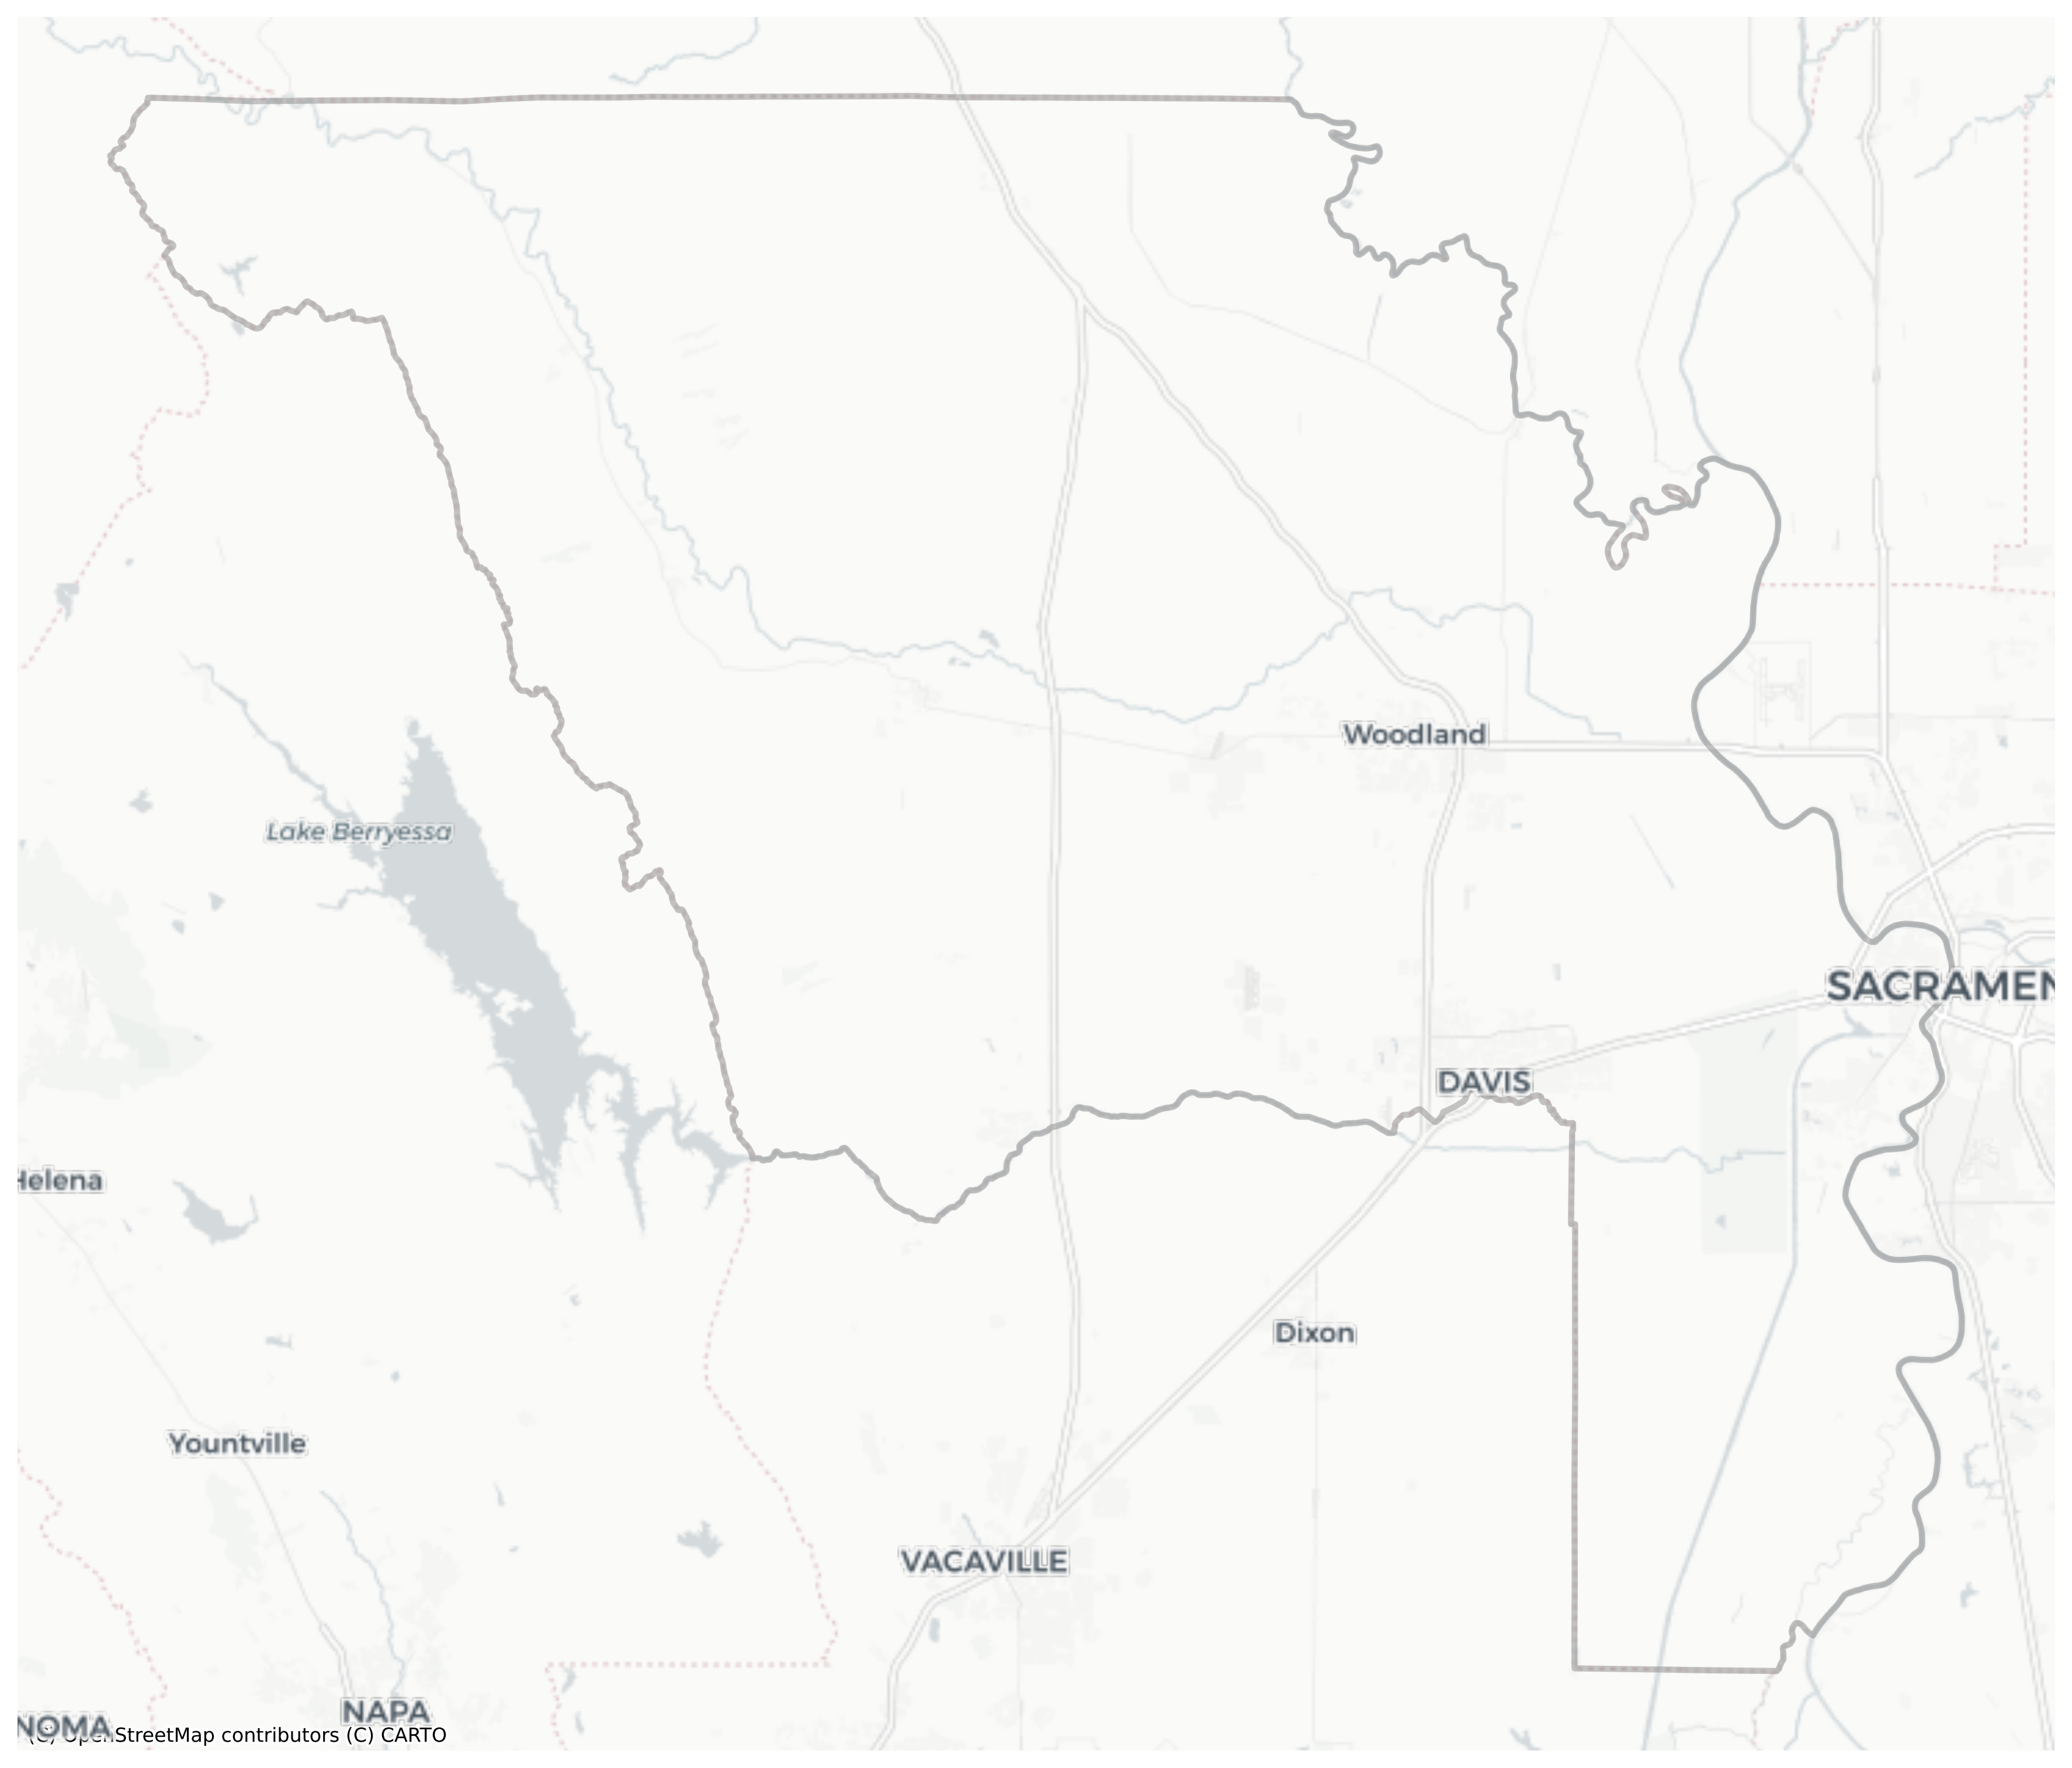 Woodland
Lake Berryessa
SACRAMEN
DAVIS
Helena
Dixon
Yountville
VACAVILLE
NAPA
NOMA
(C) OpenStreetMap contributors (C) CARTO